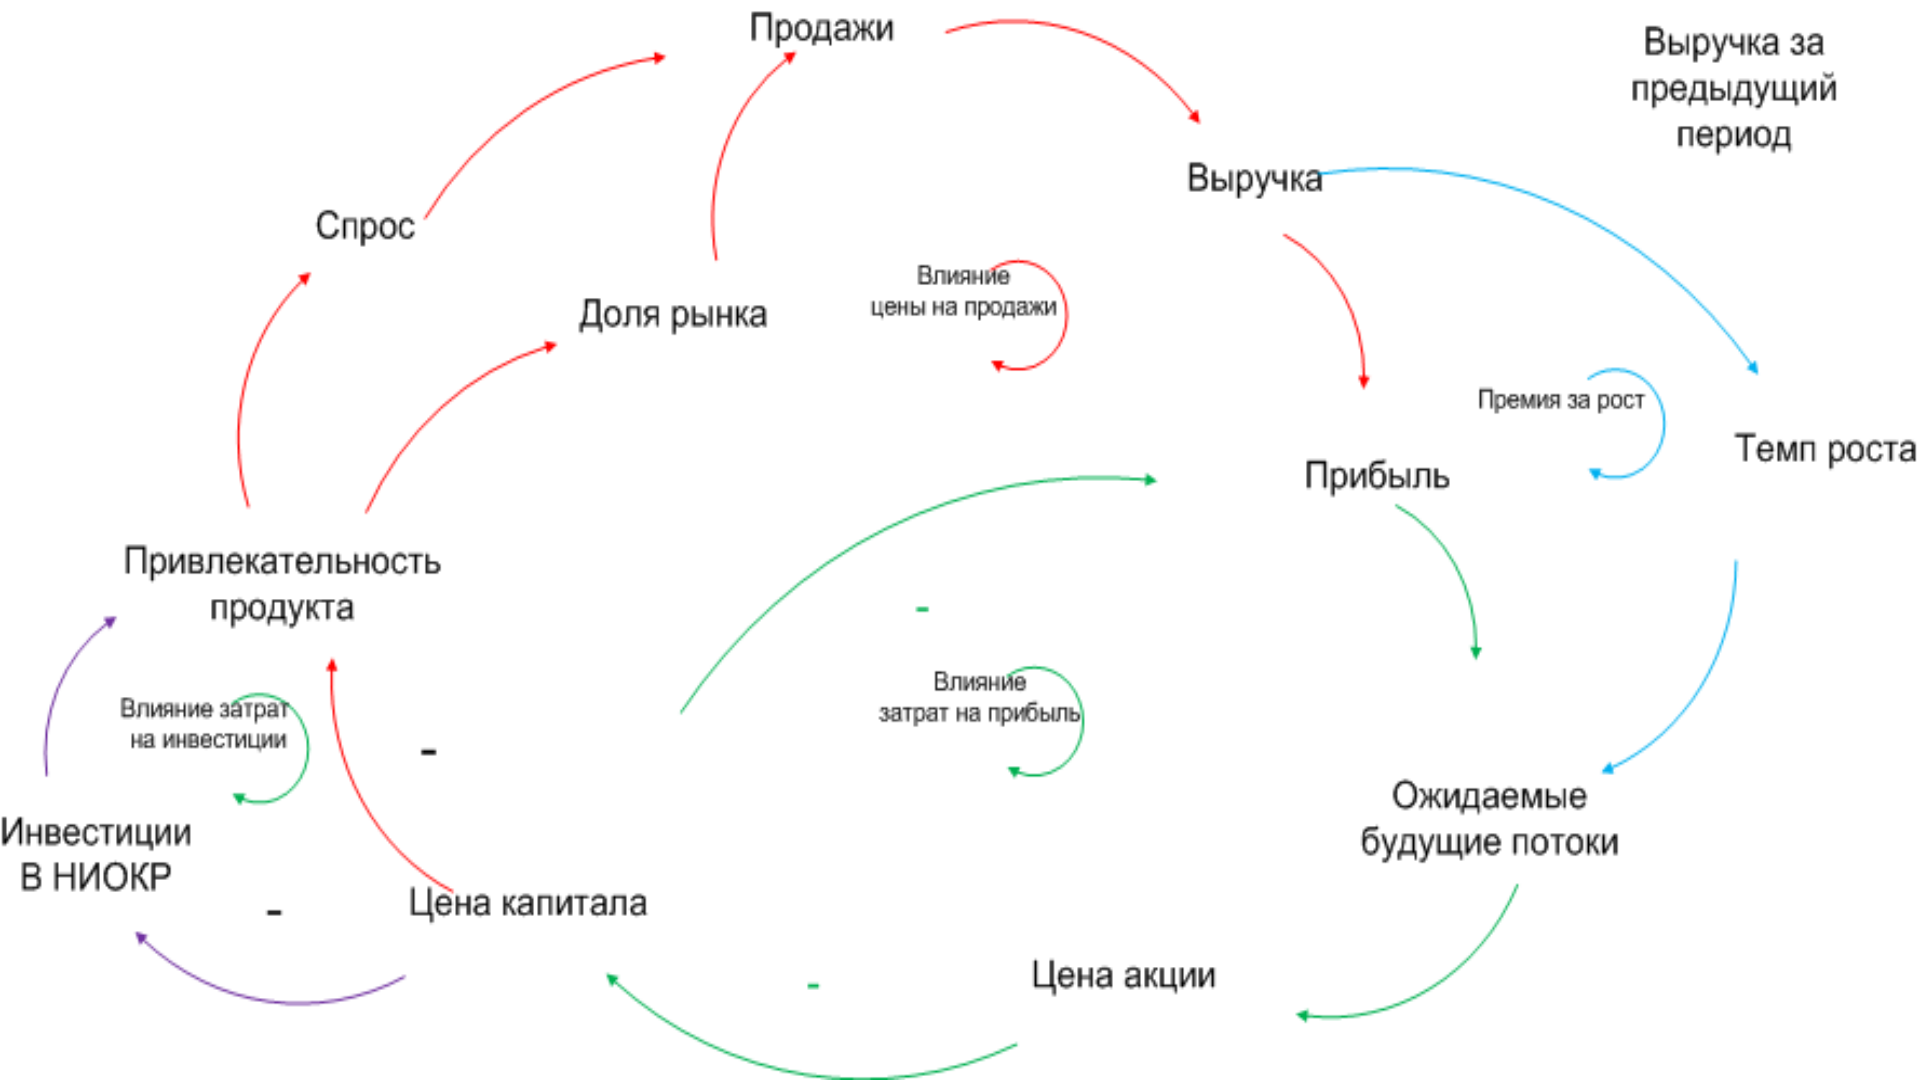 Продажи
Выручка за
предыдущий
период
Выручка
Спрос
Доля рынка
Влияние
цены на продажи
Премия за рост
Темп роста
Прибыль
Привлекательность
продукта
-
Влияние
затрат на прибыль
Влияние затрат
на инвестиции
-
Ожидаемые
будущие потоки
Инвестиции
В НИОКР
-
Цена капитала
Цена акции
-